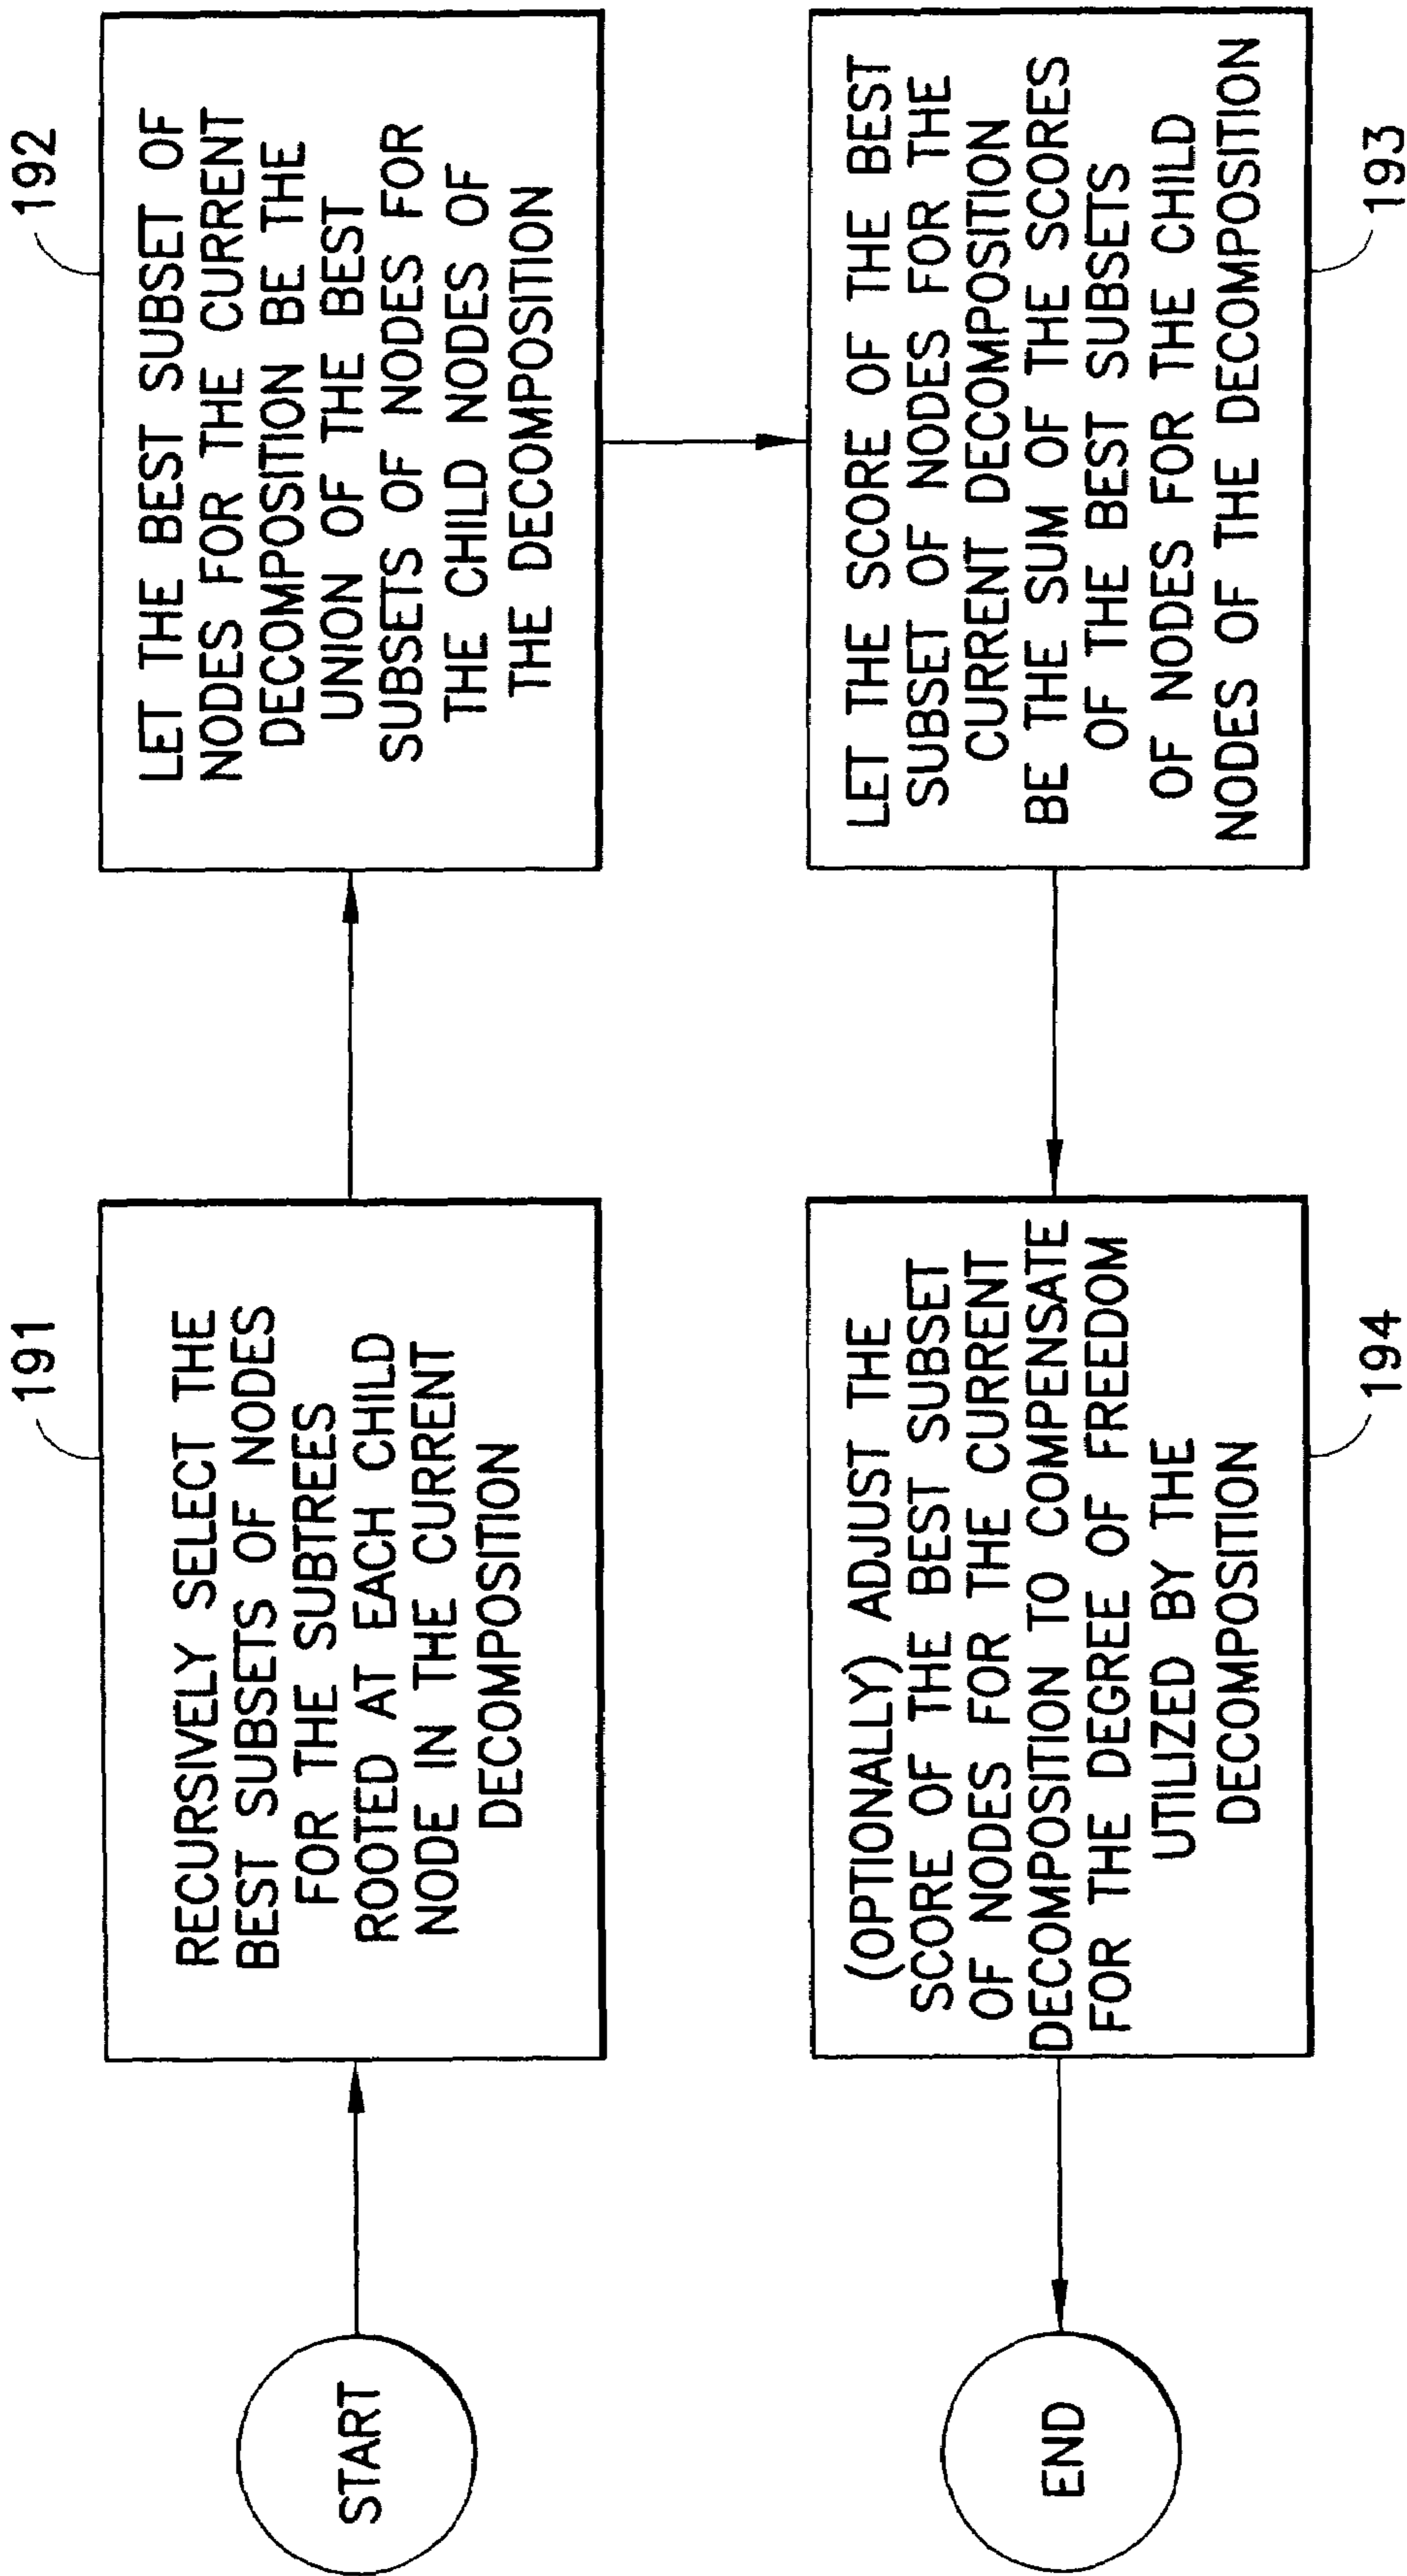 START
191
RECURSIVELY SELECT THE
BEST SUBSETS OF NODES
FOR THE SUBTREES
ROOTED AT EACH CHILD
NODE IN THE CURRENT
DECOMPOSITION
192
LET THE BEST SUBSET OF
NODES FOR THE CURRENT
DECOMPOSITION BE THE
UNION OF THE BEST
SUBSETS OF NODES FOR
THE CHILD NODES OF
THE DECOMPOSITION
LET THE SCORE OF THE BEST
SUBSET OF NODES FOR THE
CURRENT DECOMPOSITION
BE THE SUM OF THE SCORES
OF THE BEST SUBSETS
OF NODES FOR THE CHILD
NODES OF THE DECOMPOSITION
193
(OPTIONALLY) ADJUST THE
SCORE OF THE BEST SUBSET
OF NODES FOR THE CURRENT
DECOMPOSITION TO COMPENSATE
FOR THE DEGREE OF FREEDOM
UTILIZED BY THE
DECOMPOSITION
194
END